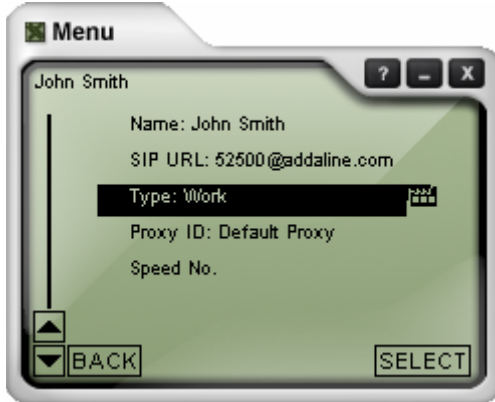 Menu
? - X
John Smith
Name: John Smith
SIP URL: 52500@addaline.com
Type: Work
Proxy ID: Default Proxy
Speed No.
BACK SELECT